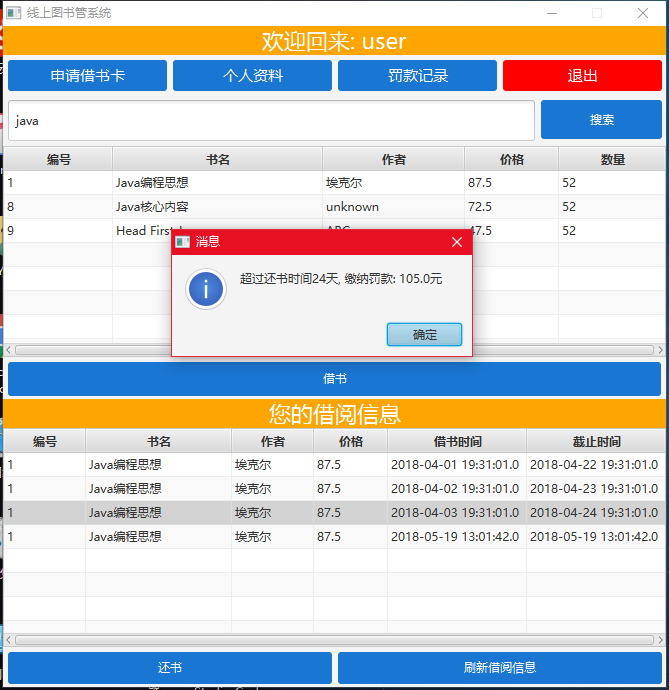 线上图书管系统
欢迎回来: user
申请借书卡 个人资料 罚款记录 退出
java 搜索
编号 书名 作者 价格 数量
1 Java编程思想 埃克尔 87.5 52
8 Java核心内容 unknown 72.5 52
9 Head First 47.5 52
消息
超过还书时间24天, 缴纳罚款: 105.0元
确定
借书
您的借阅信息
编号 书名 作者 价格 借书时间 截止时间
1 Java编程思想 埃克尔 87.5 2018-04-01 19:31:01.0 2018-04-22 19:31:01.0
1 Java编程思想 埃克尔 87.5 2018-04-02 19:31:01.0 2018-04-23 19:31:01.0
1 Java编程思想 埃克尔 87.5 2018-04-03 19:31:01.0 2018-04-24 19:31:01.0
1 Java编程思想 埃克尔 87.5 2018-05-19 13:01:42.0 2018-05-19 13:01:42.0
还书 刷新借阅信息